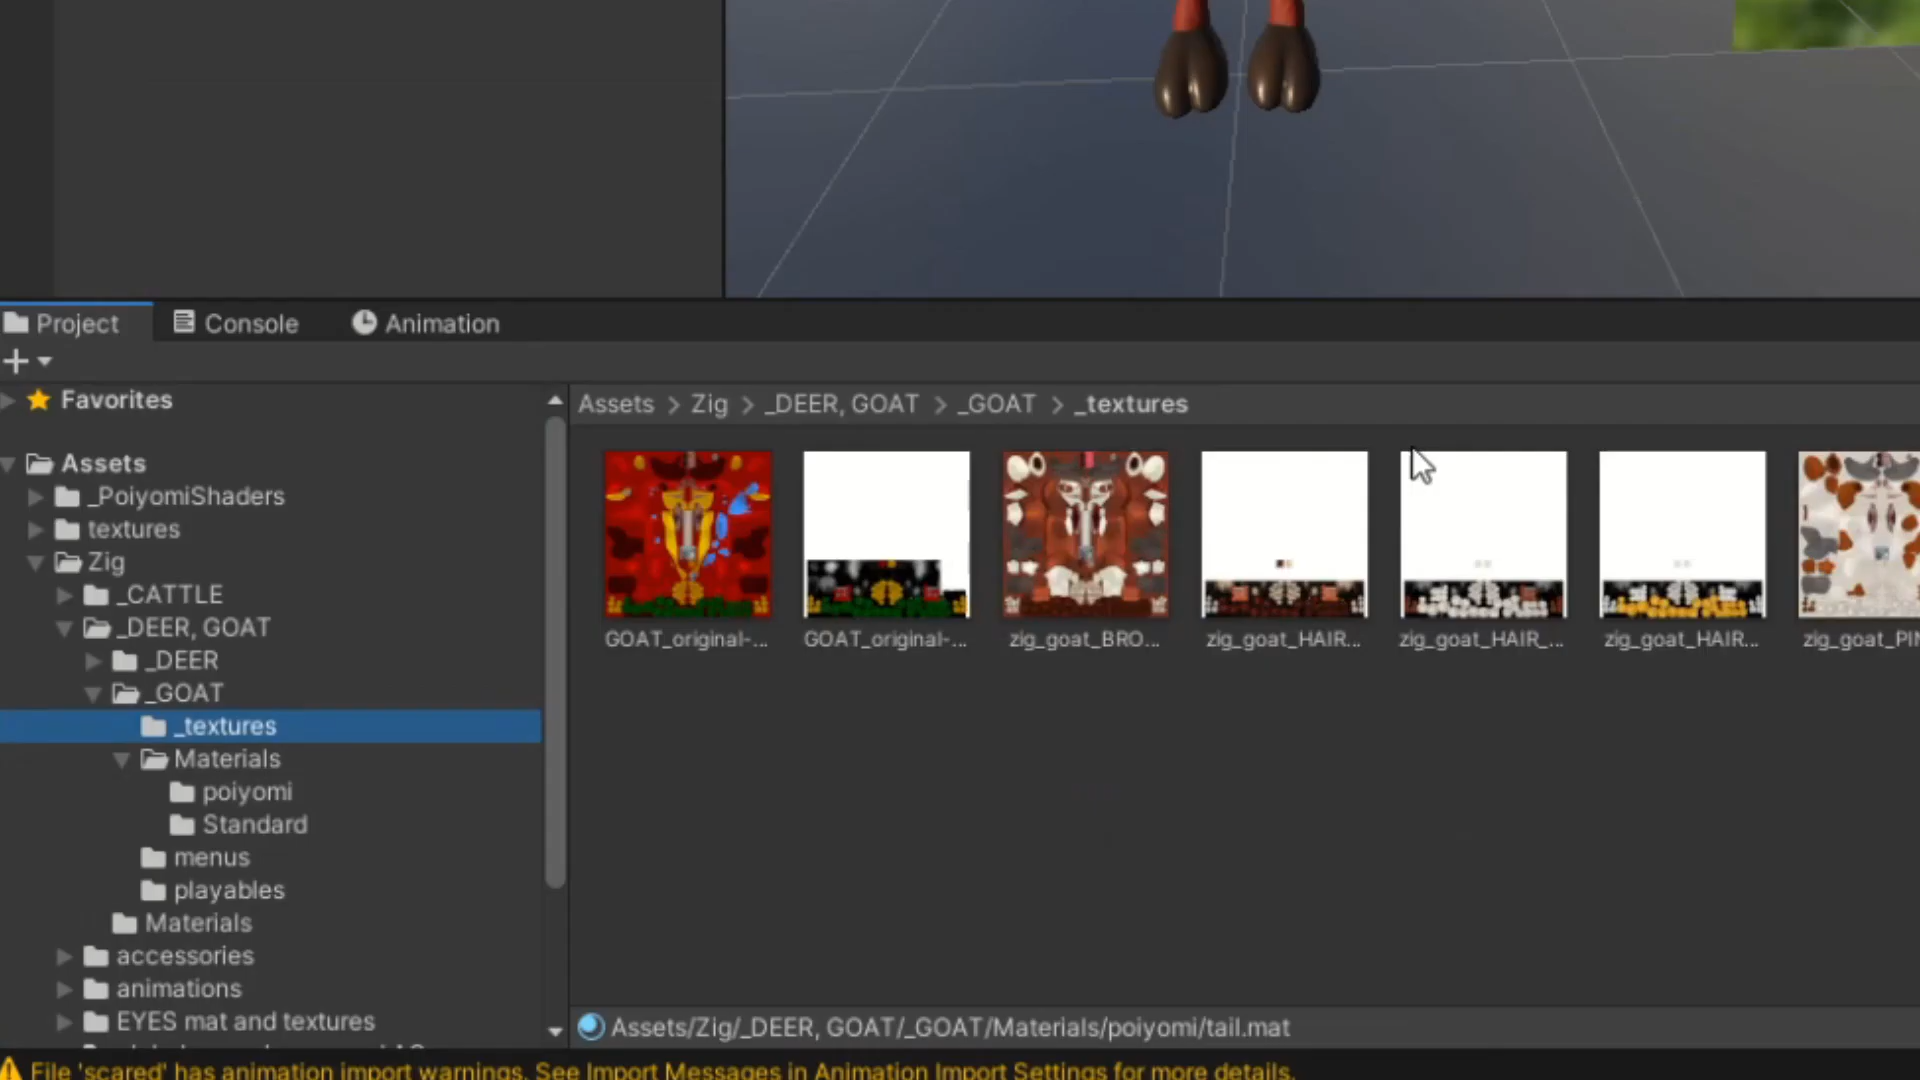 Project
Console
Animation
Favorites
Assets > Zig > _DEER, GOAT > _GOAT > _textures
Assets
_PoiyomiShaders
textures
Zig
_CATTLE
_DEER, GOAT
_DEER
_GOAT
_textures
Materials
poiyomi
Standard
menus
playables
Materials
accessories
animations
EYES mat and textures
GOAT_original-...
GOAT_original-...
zig_goat_BRO...
zig_goat_HAIR...
zig_goat_HAIR_...
zig_goat_HAIR...
zig_goat_PIN
Assets/Zig/_DEER, GOAT/_GOAT/Materials/poiyomi/tail.mat
File 'scared' has animation import warnings. See Import Messages in Animation Import Settings for more details.